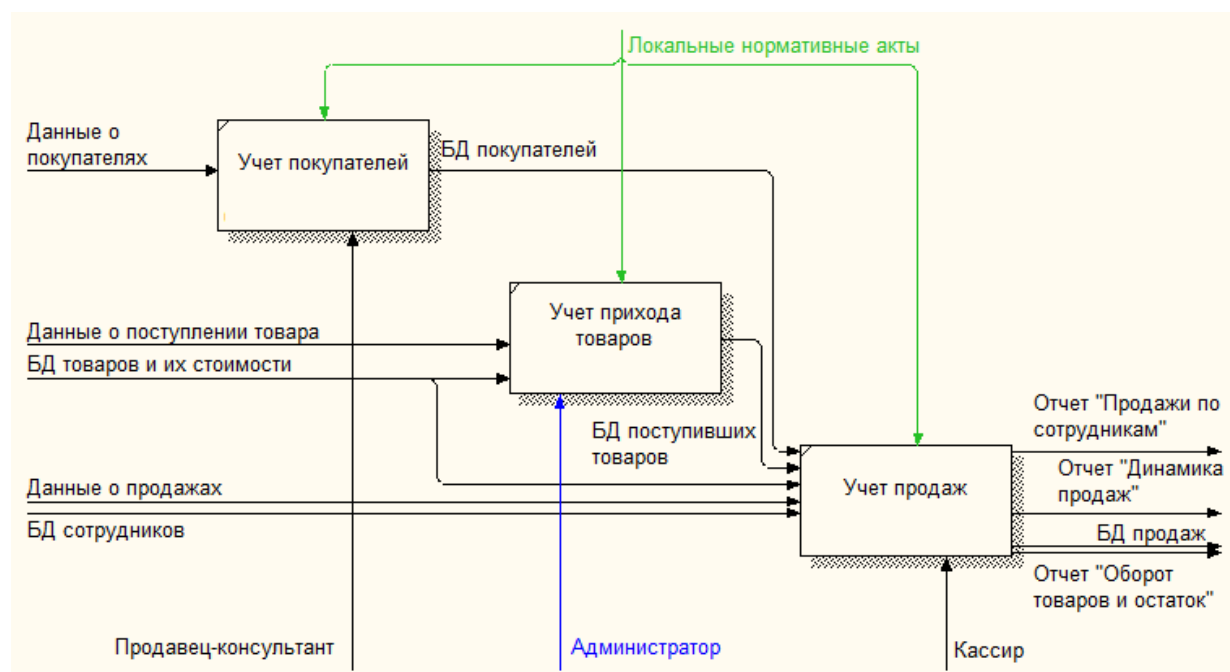 Локальные нормативные акты
Данные о
покупателях
Учет покупателей
БД покупателей
Данные о поступлении товара
БД товаров и их стоимости
Учет прихода
товаров
БД поступивших
товаров
Данные о продажах
БД сотрудников
Учет продаж
Отчет "Продажи по
сотрудникам"
Отчет "Динамика
продаж"
БД продаж
Отчет "Оборот
товаров и остаток"
Продавец-консультант
Администратор
Кассир